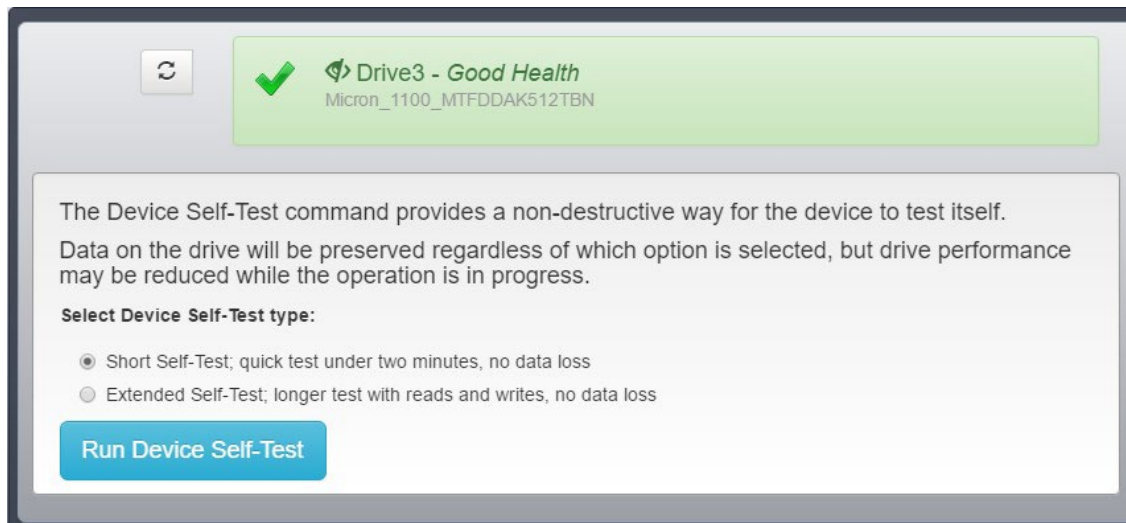 Drive3 - Good Health
Micron_1100_MTFDDAK512TBN
The Device Self-Test command provides a non-destructive way for the device to test itself.
Data on the drive will be preserved regardless of which option is selected, but drive performance
may be reduced while the operation is in progress.
Select Device Self-Test type:
Short Self-Test; quick test under two minutes, no data loss
Extended Self-Test; longer test with reads and writes, no data loss
Run Device Self-Test